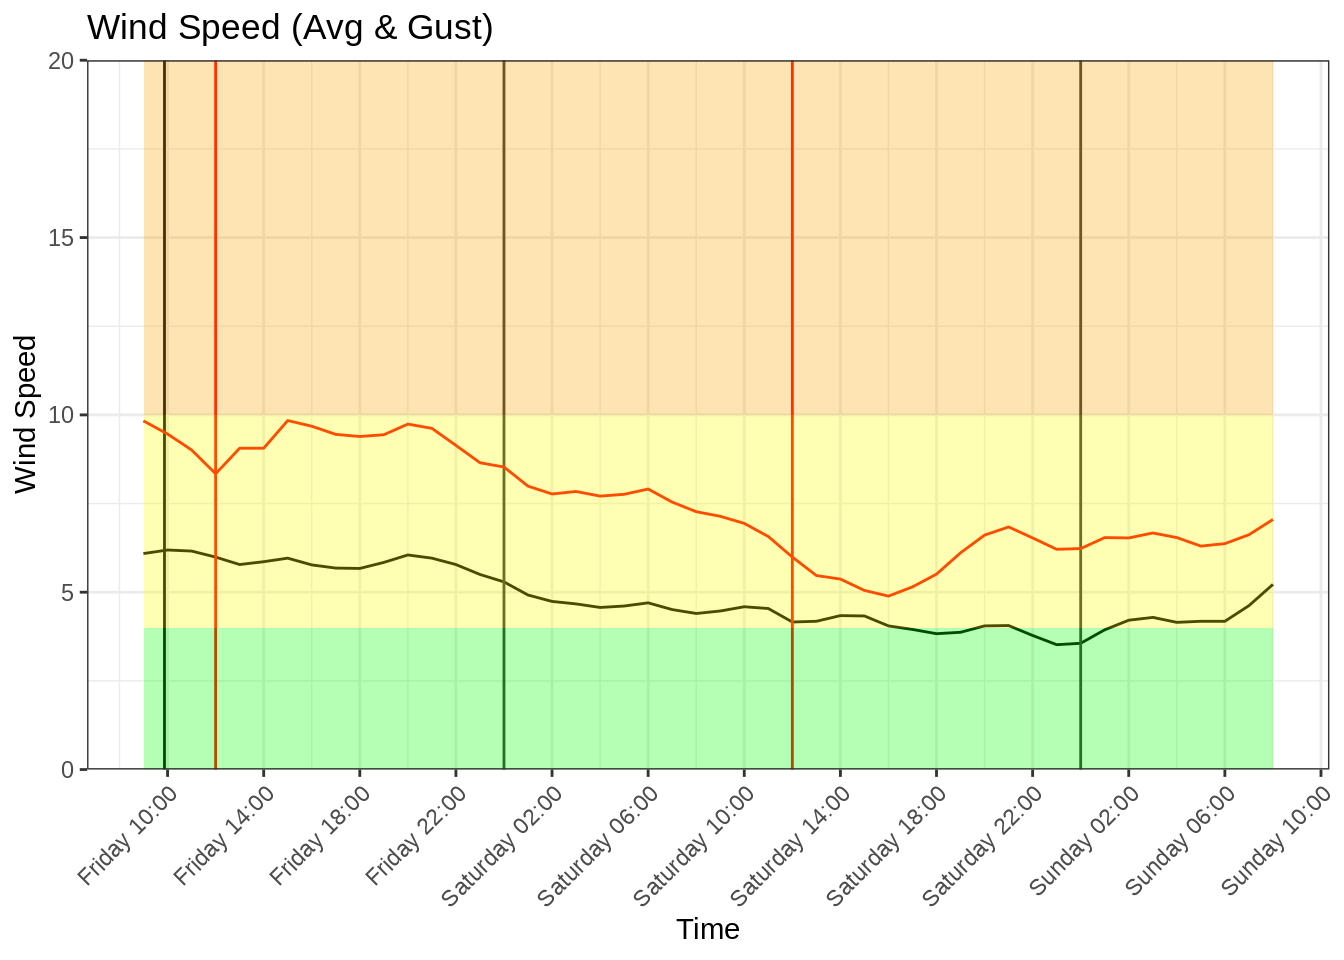 Wind Speed (Avg & Gust)
20
15
10
5
0
Wind Speed
Friday 10:00
Friday 14:00
Friday 18:00
Friday 22:00
Saturday 02:00
Saturday 06:00
Saturday 10:00
Saturday 14:00
Saturday 18:00
Saturday 22:00
Sunday 02:00
Sunday 06:00
Sunday 10:00
Time